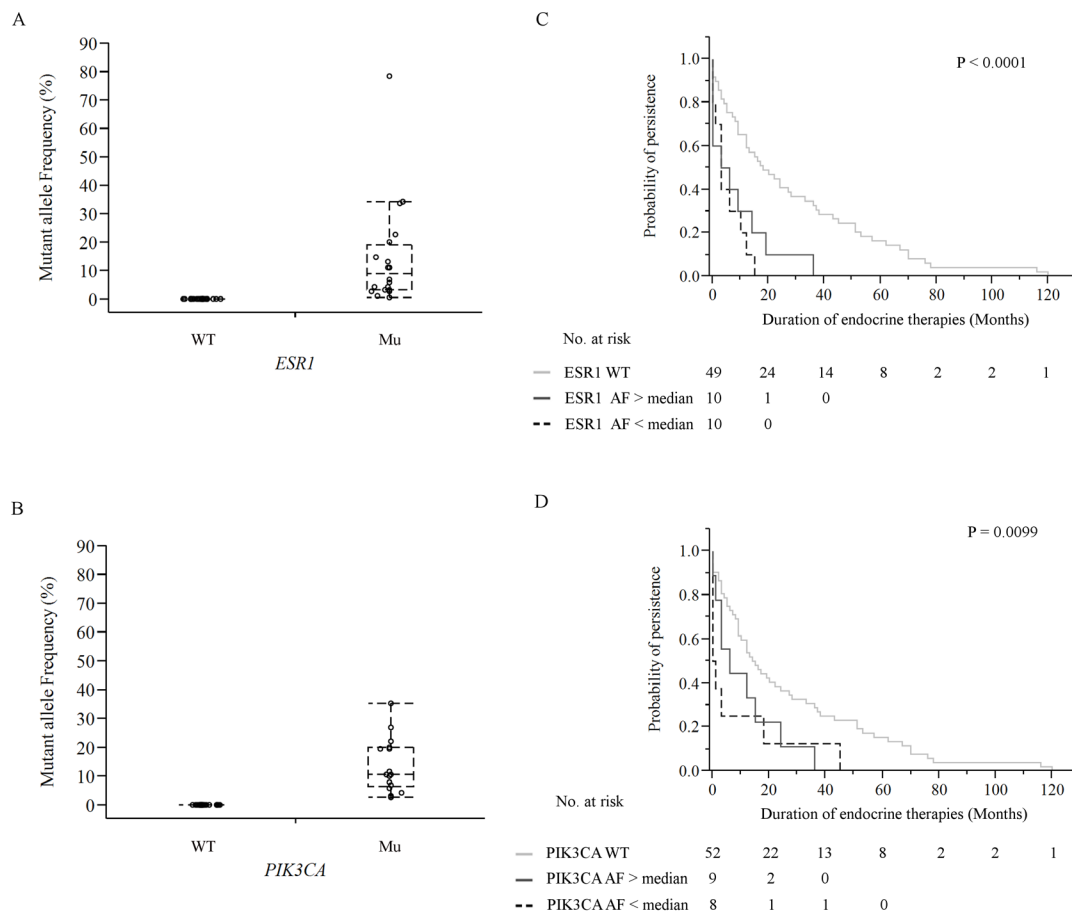 A
90
80
70
60
50
40
30
20
10
0
Mutant allele Frequency (%)
WT Mu
ESR1
C
P < 0.0001
1.0
0.8
0.6
0.4
0.2
0.0
Probability of persistence
0 20 40 60 80 100 120
Duration of endocrine therapies (Months)
No. at risk
ESR1 WT 49 24 14 8 2 2 1
ESR1 AF > median 10 1 0
ESR1 AF < median 10 0
B
90
80
70
60
50
40
30
20
10
0
Mutant allele Frequency (%)
WT Mu
PIK3CA
D
P = 0.0099
1.0
0.8
0.6
0.4
0.2
0.0
Probability of persistence
0 20 40 60 80 100 120
Duration of endocrine therapies (Months)
No. at risk
PIK3CA WT 52 22 13 8 2 2 1
PIK3CA AF > median 9 2 0
PIK3CA AF < median 8 1 1 0